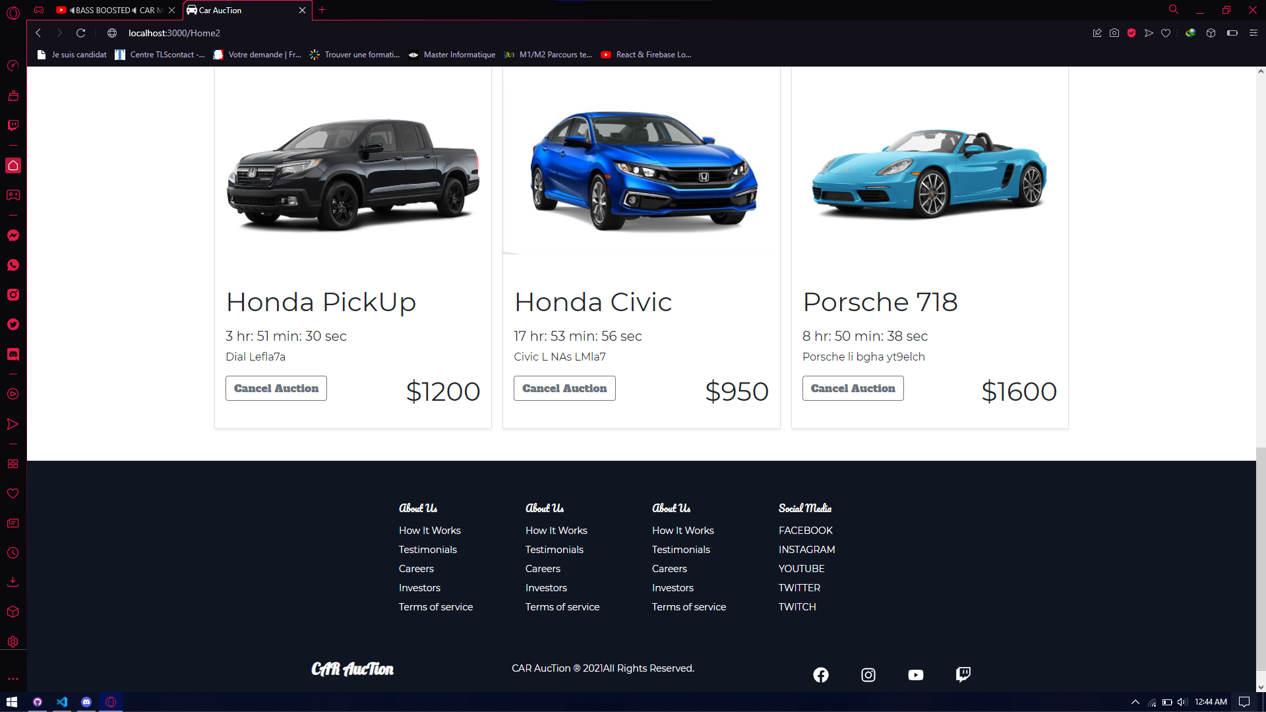 🔈BASS BOOSTED🔈 CAR M
Car AucTion
localhost:3000/Home2
Je suis candidat
Centre TLScontact -...
Votre demande | Fr...
Trouver une formati...
Master Informatique
M1/M2 Parcours te...
React & Firebase Lo...
Honda PickUp
3 hr: 51 min: 30 sec
Dial Lefla7a
Cancel Auction
$1200
Honda Civic
17 hr: 53 min: 56 sec
Civic L NAs LMla7
Cancel Auction
$950
Porsche 718
8 hr: 50 min: 38 sec
Porsche li bgha yt9elch
Cancel Auction
$1600
About Us
How It Works
Testimonials
Careers
Investors
Terms of service
About Us
How It Works
Testimonials
Careers
Investors
Terms of service
About Us
How It Works
Testimonials
Careers
Investors
Terms of service
Social Media
FACEBOOK
INSTAGRAM
YOUTUBE
TWITTER
TWITCH
CAR AucTion
CAR AucTion ® 2021All Rights Reserved.
12:44 AM